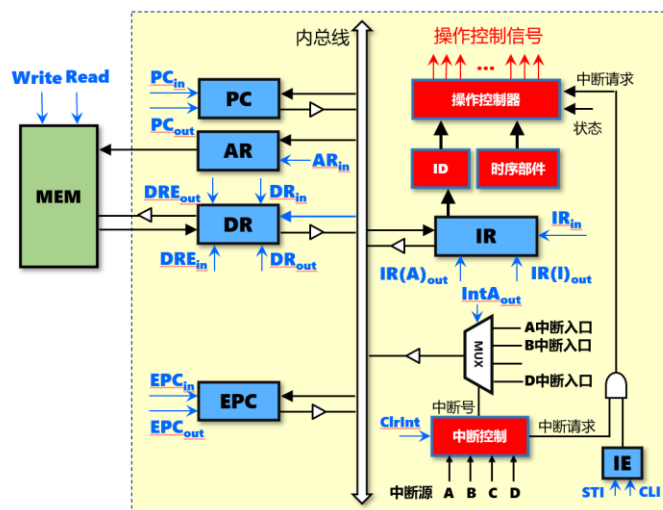 内总线
操作控制信号
...
Write Read
PCin
PC
PCout
操作控制器
中断请求
状态
AR
ARin
MEM
ID
时序部件
DREout
DRin
DR
DREin
DRout
IR
IRin
IR(A)out
IR(I)out
IntAout
MUX
A中断入口
B中断入口
D中断入口
EPCin
EPC
EPCout
中断号
ClrInt
中断控制
中断请求
IE
STI
CLI
中断源 A B C D